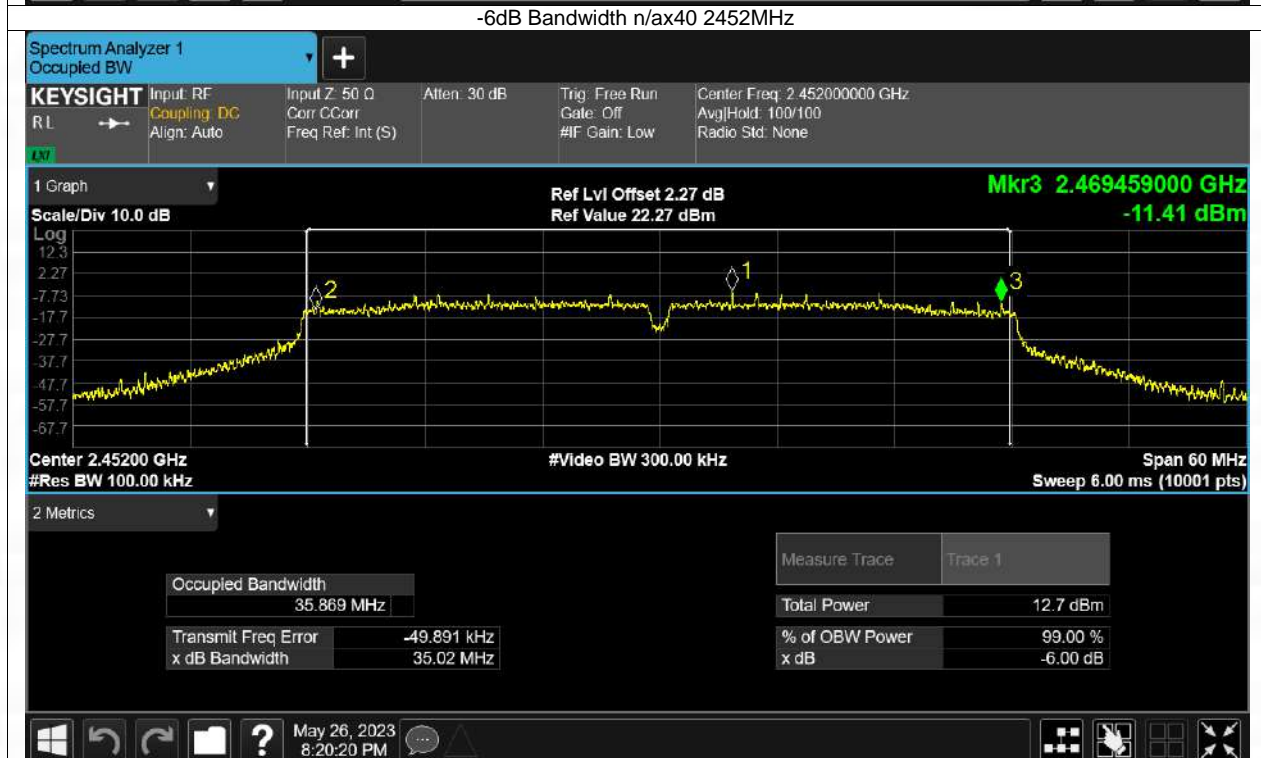 -6dB Bandwidth n/ax40 2452MHz
Spectrum Analyzer 1
Occupied BW
+
KEYSIGHT
RL
LXI
Input: RF
Coupling: DC
Align: Auto
Input Z: 50 Ω
Corr CCorr
Freq Ref: Int (S)
Atten: 30 dB
Trig: Free Run
Gate: Off
#IF Gain: Low
Center Freq: 2.452000000 GHz
Avg|Hold: 100/100
Radio Std: None
1 Graph
Scale/Div 10.0 dB
Ref Lvl Offset 2.27 dB
Ref Value 22.27 dBm
Mkr3 2.469459000 GHz
-11.41 dBm
Log
12.3
2.27
-7.73
-17.7
-27.7
-37.7
-47.7
-57.7
-67.7
2
1
3
Center 2.45200 GHz
#Video BW 300.00 kHz
Span 60 MHz
#Res BW 100.00 kHz
Sweep 6.00 ms (10001 pts)
2 Metrics
Measure Trace Trace 1
Occupied Bandwidth
35.869 MHz
Total Power 12.7 dBm
Transmit Freq Error -49.891 kHz
% of OBW Power 99.00 %
x dB Bandwidth 35.02 MHz
x dB -6.00 dB
?
May 26, 2023
8:20:20 PM